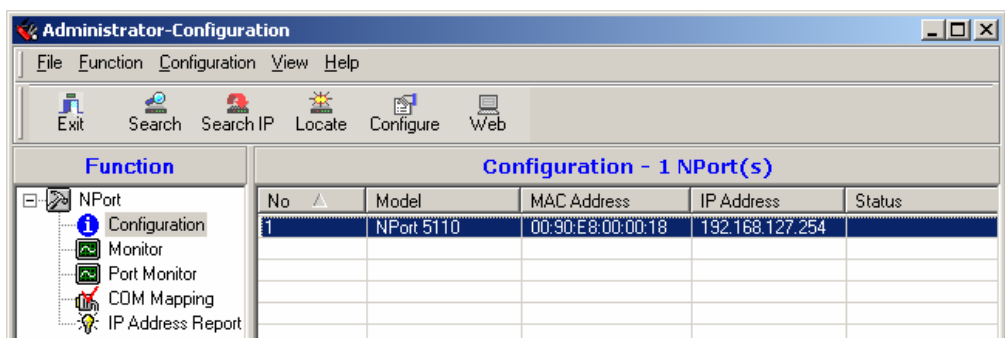 Administrator-Configuration
File Function Configuration View Help
Exit Search Search IP Locate Configure Web
Function
Configuration - 1 NPort(s)
NPort
Configuration
Monitor
Port Monitor
COM Mapping
IP Address Report
No Model MAC Address IP Address Status
1 NPort 5110 00:90:E8:00:00:18 192.168.127.254